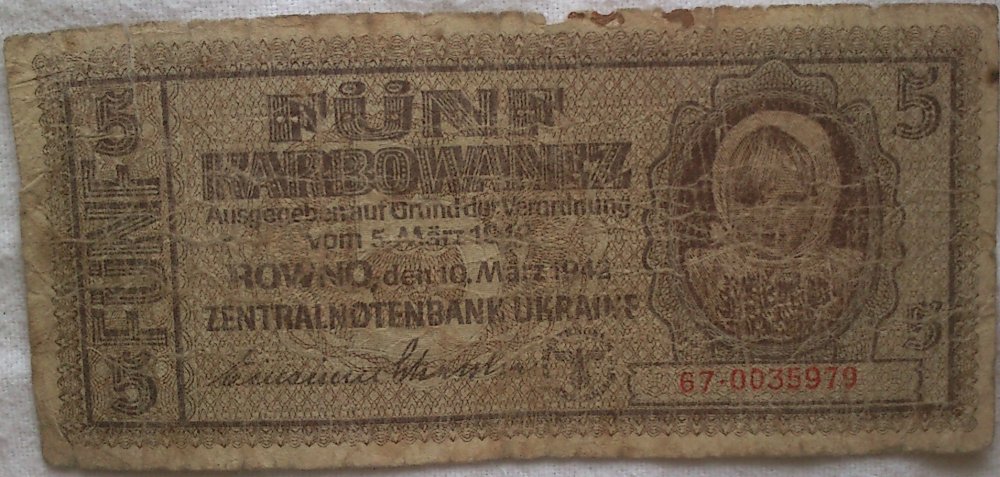 5 FÜNF 5
FÜNF
KARBOWANEZ
Ausgegeben auf Grund der Verordnung
vom 5. März 1942
ROWNO, den 10. März 1942
ZENTRALNOTENBANK UKRAINE
5
5
67-0035979